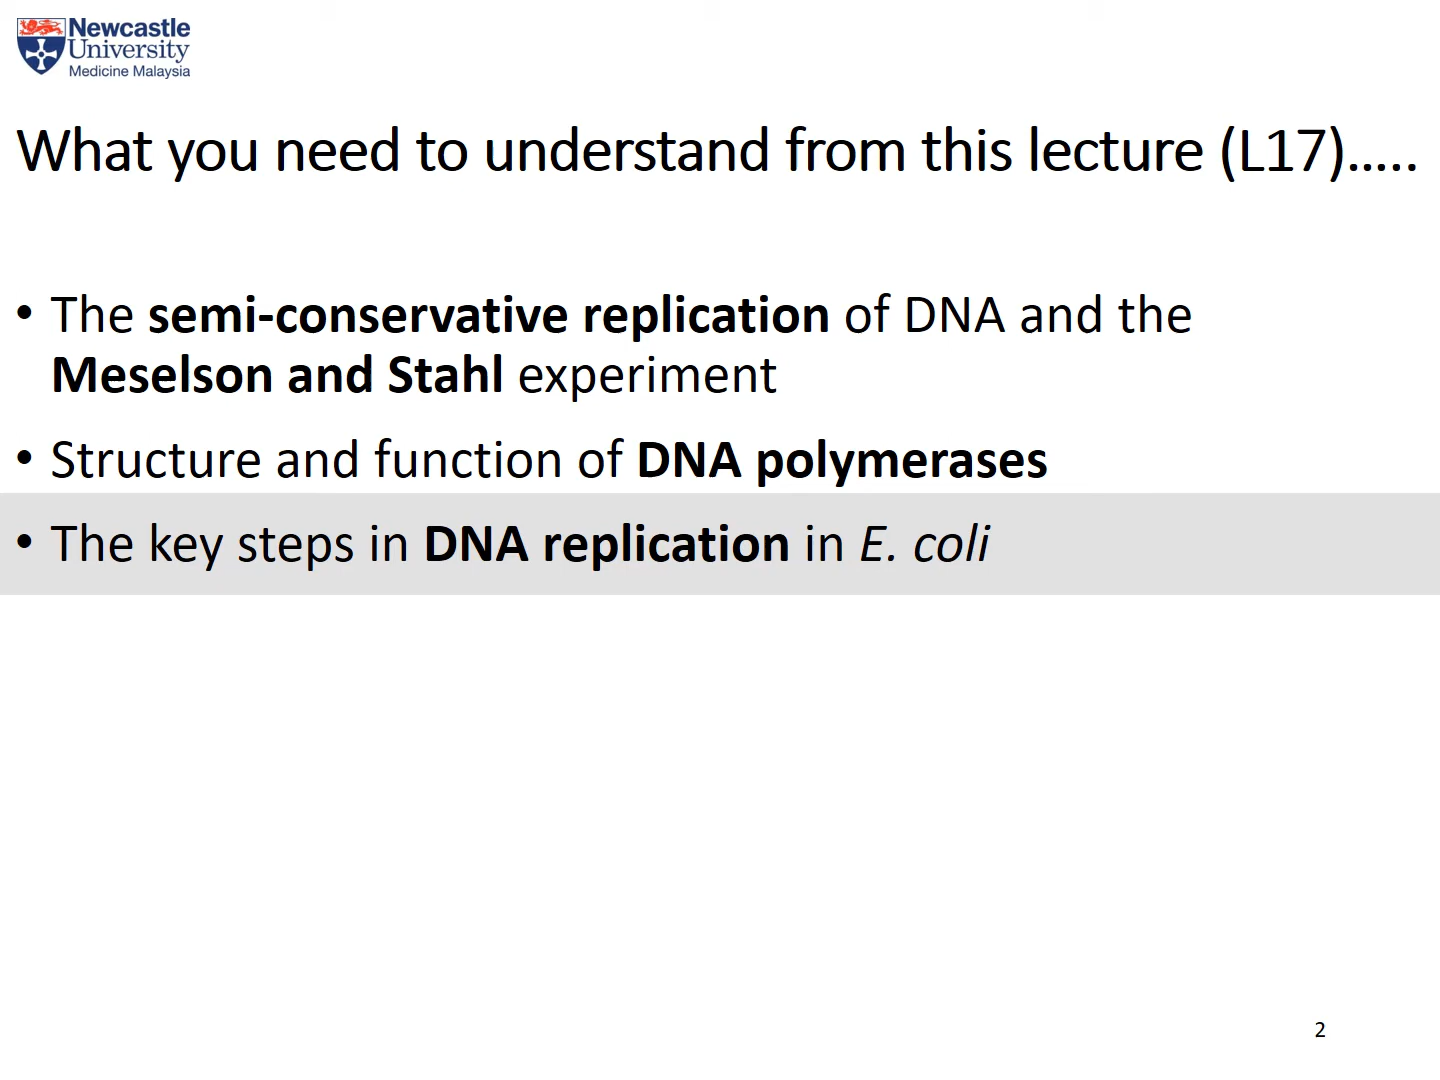 Newcastle
University
Medicine Malaysia
What you need to understand from this lecture (L17)…..
• The semi-conservative replication of DNA and the
Meselson and Stahl experiment
• Structure and function of DNA polymerases
• The key steps in DNA replication in E. coli
2